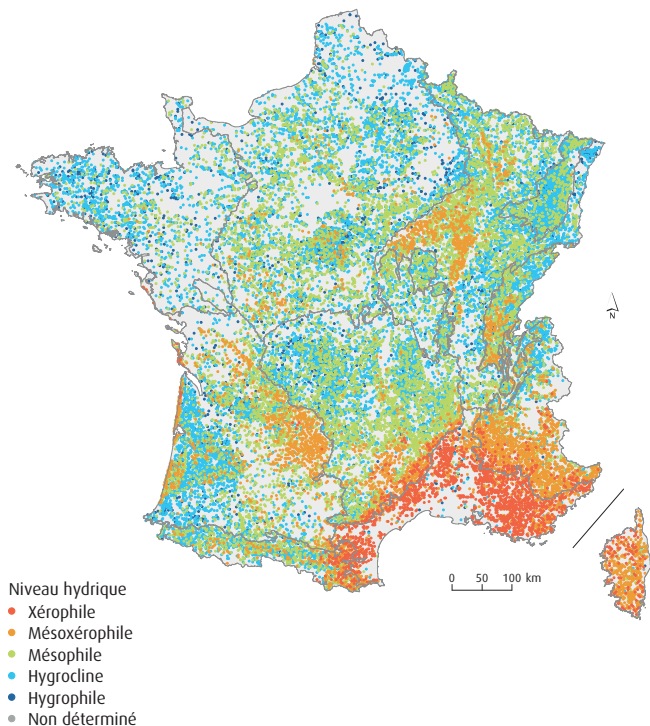 N
0 50 100 km
Niveau hydrique
Xérophile
Mésoxérophile
Mésophile
Hygrocline
Hygrophile
Non déterminé